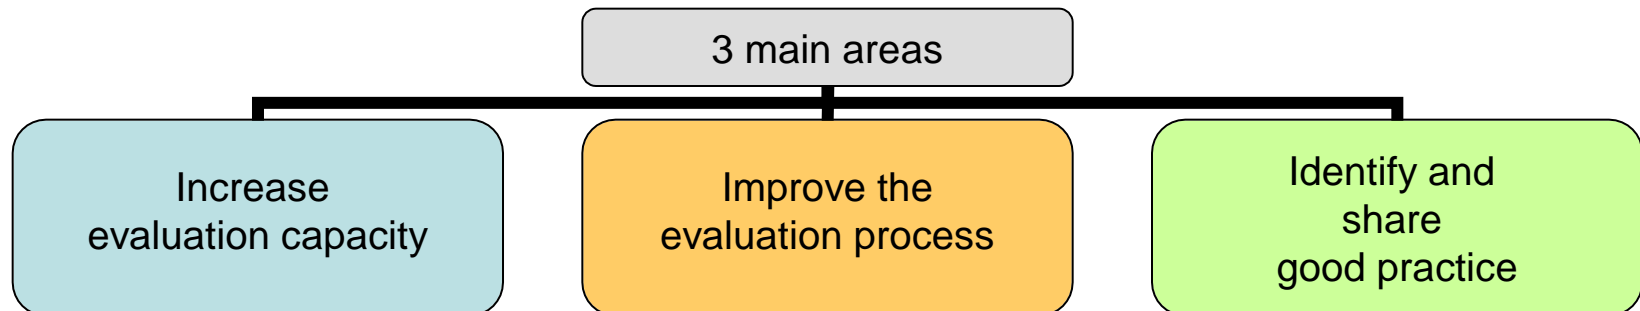 3 main areas
Increase
evaluation capacity
Improve the
evaluation process
Identify and
share
good practice